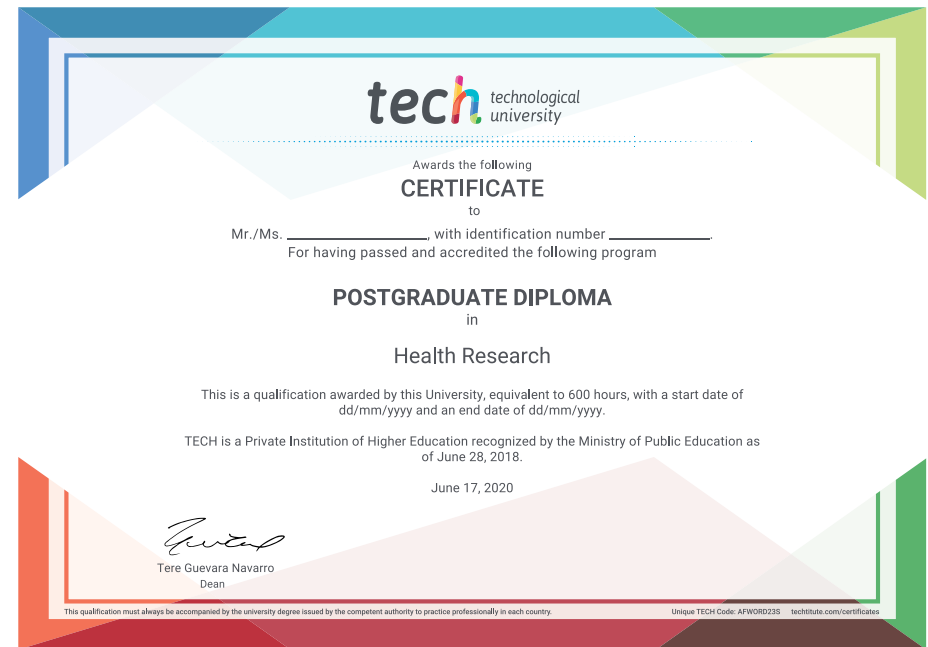 tech technological
university
Awards the following
CERTIFICATE
to
Mr./Ms. ____________________, with identification number ______________.
For having passed and accredited the following program
POSTGRADUATE DIPLOMA
in
Health Research
This is a qualification awarded by this University, equivalent to 600 hours, with a start date of
dd/mm/yyyy and an end date of dd/mm/yyyy.
TECH is a Private Institution of Higher Education recognized by the Ministry of Public Education as
of June 28, 2018.
June 17, 2020
Tere Guevara Navarro
Dean
This qualification must always be accompanied by the university degree issued by the competent authority to practice professionally in each country.
Unique TECH Code: AFWORD23S techtitute.com/certificates